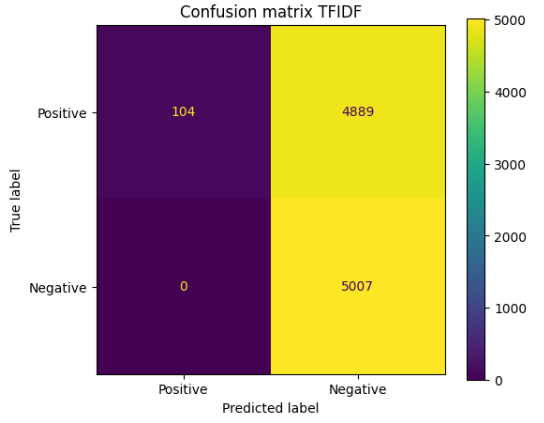 Confusion matrix TFIDF
True label
Positive
104
4889
Negative
0
5007
Positive
Negative
Predicted label
5000
4000
3000
2000
1000
0